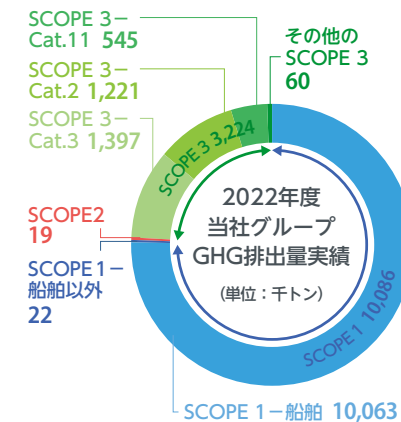 SCOPE 3－
Cat.11 545
その他の
SCOPE 3
60
SCOPE 3－
Cat.2 1,221
SCOPE 3－
Cat.3 1,397
SCOPE 3 3,224
2022年度
当社グループ
GHG排出量実績
（単位：千トン）
SCOPE2
19
SCOPE 1－
船舶以外
22
SCOPE 1 10,086
SCOPE 1－船舶 10,063